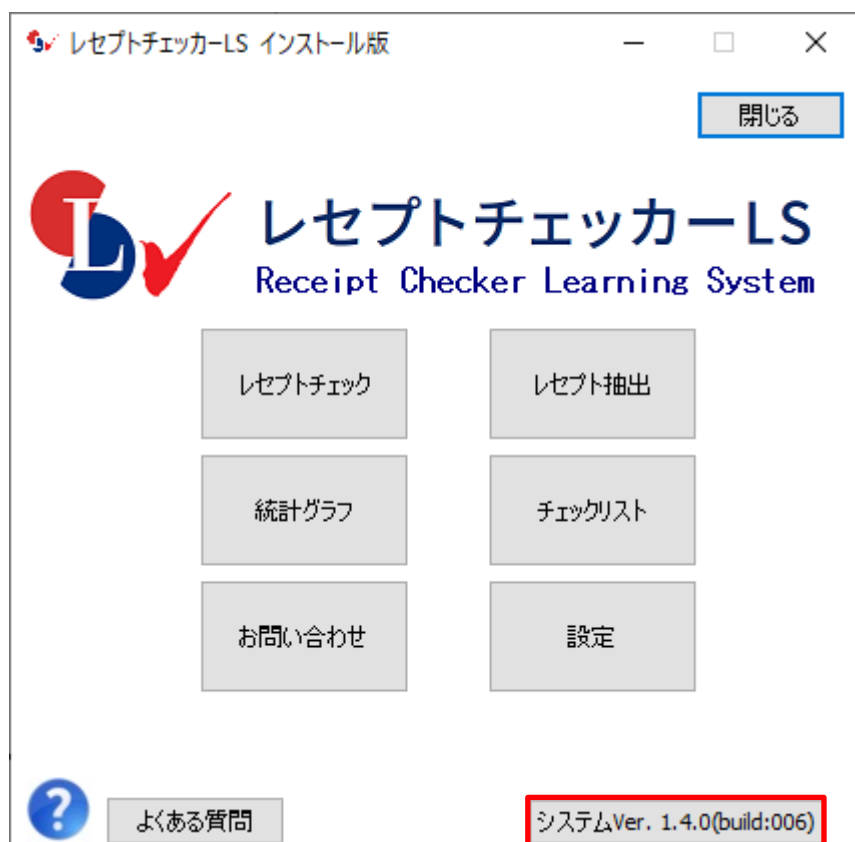 レセプトチェッカーLS インストール版
閉じる
レセプトチェッカーLS
Receipt Checker Learning System
レセプトチェック
レセプト抽出
統計グラフ
チェックリスト
お問い合わせ
設定
?
よくある質問
システムVer. 1.4.0(build:006)